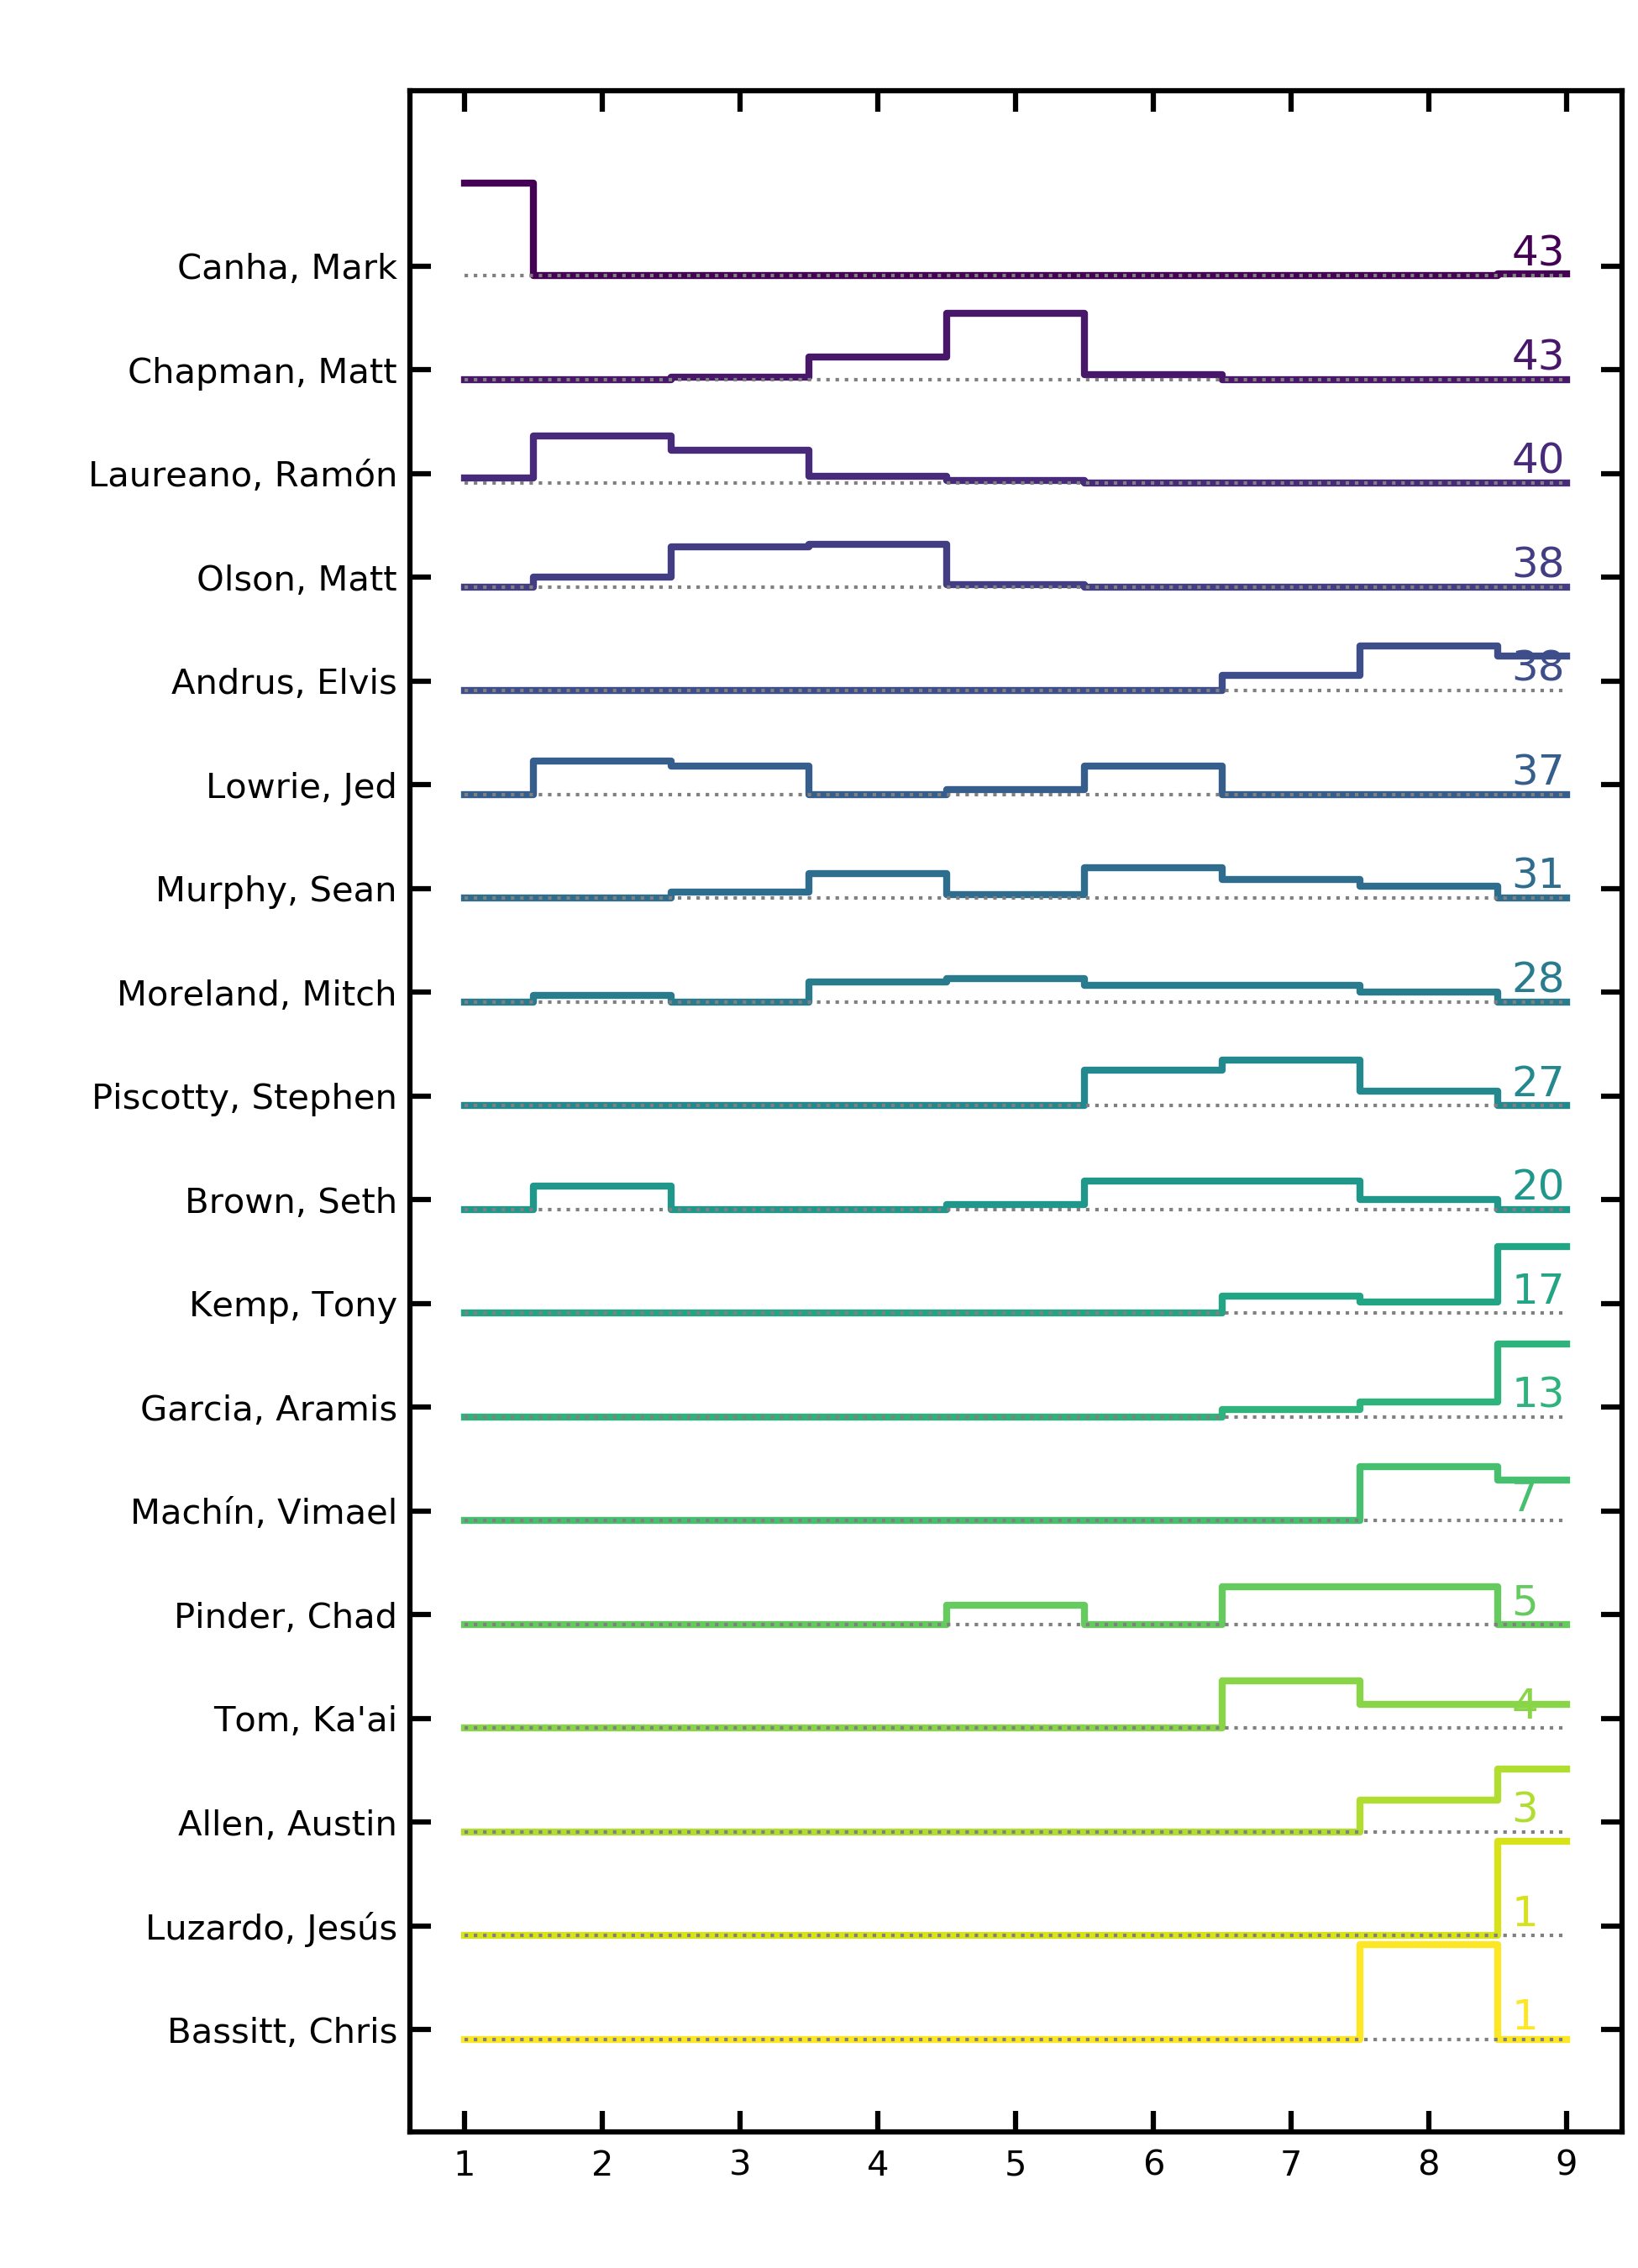 Canha, Mark 43
Chapman, Matt 43
Laureano, Ramón 40
Olson, Matt 38
Andrus, Elvis 38
Lowrie, Jed 37
Murphy, Sean 31
Moreland, Mitch 28
Piscotty, Stephen 27
Brown, Seth 20
Kemp, Tony 17
Garcia, Aramis 13
Machín, Vimael 7
Pinder, Chad 5
Tom, Ka'ai 4
Allen, Austin 3
Luzardo, Jesús 1
Bassitt, Chris 1
1 2 3 4 5 6 7 8 9